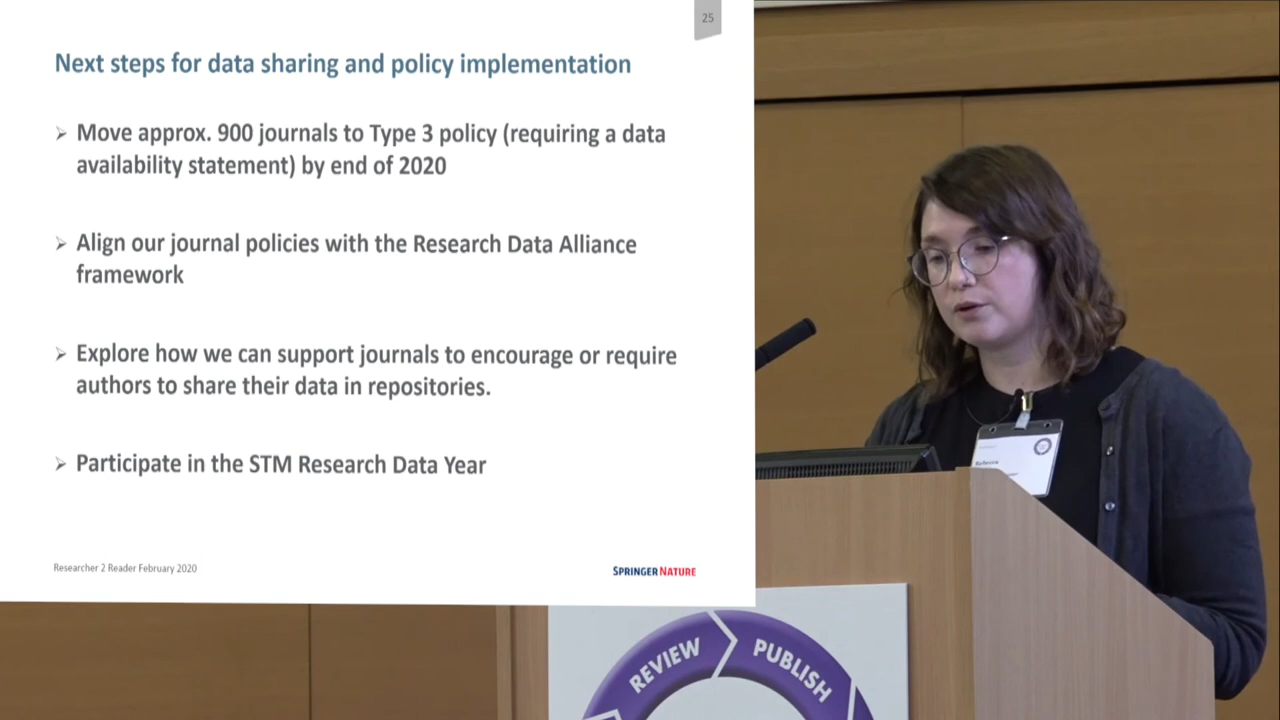 25
Next steps for data sharing and policy implementation
➢ Move approx. 900 journals to Type 3 policy (requiring a data
availability statement) by end of 2020
➢ Align our journal policies with the Research Data Alliance
framework
➢ Explore how we can support journals to encourage or require
authors to share their data in repositories.
➢ Participate in the STM Research Data Year
Researcher 2 Reader February 2020
SPRINGER NATURE
REVIEW
PUBLISH